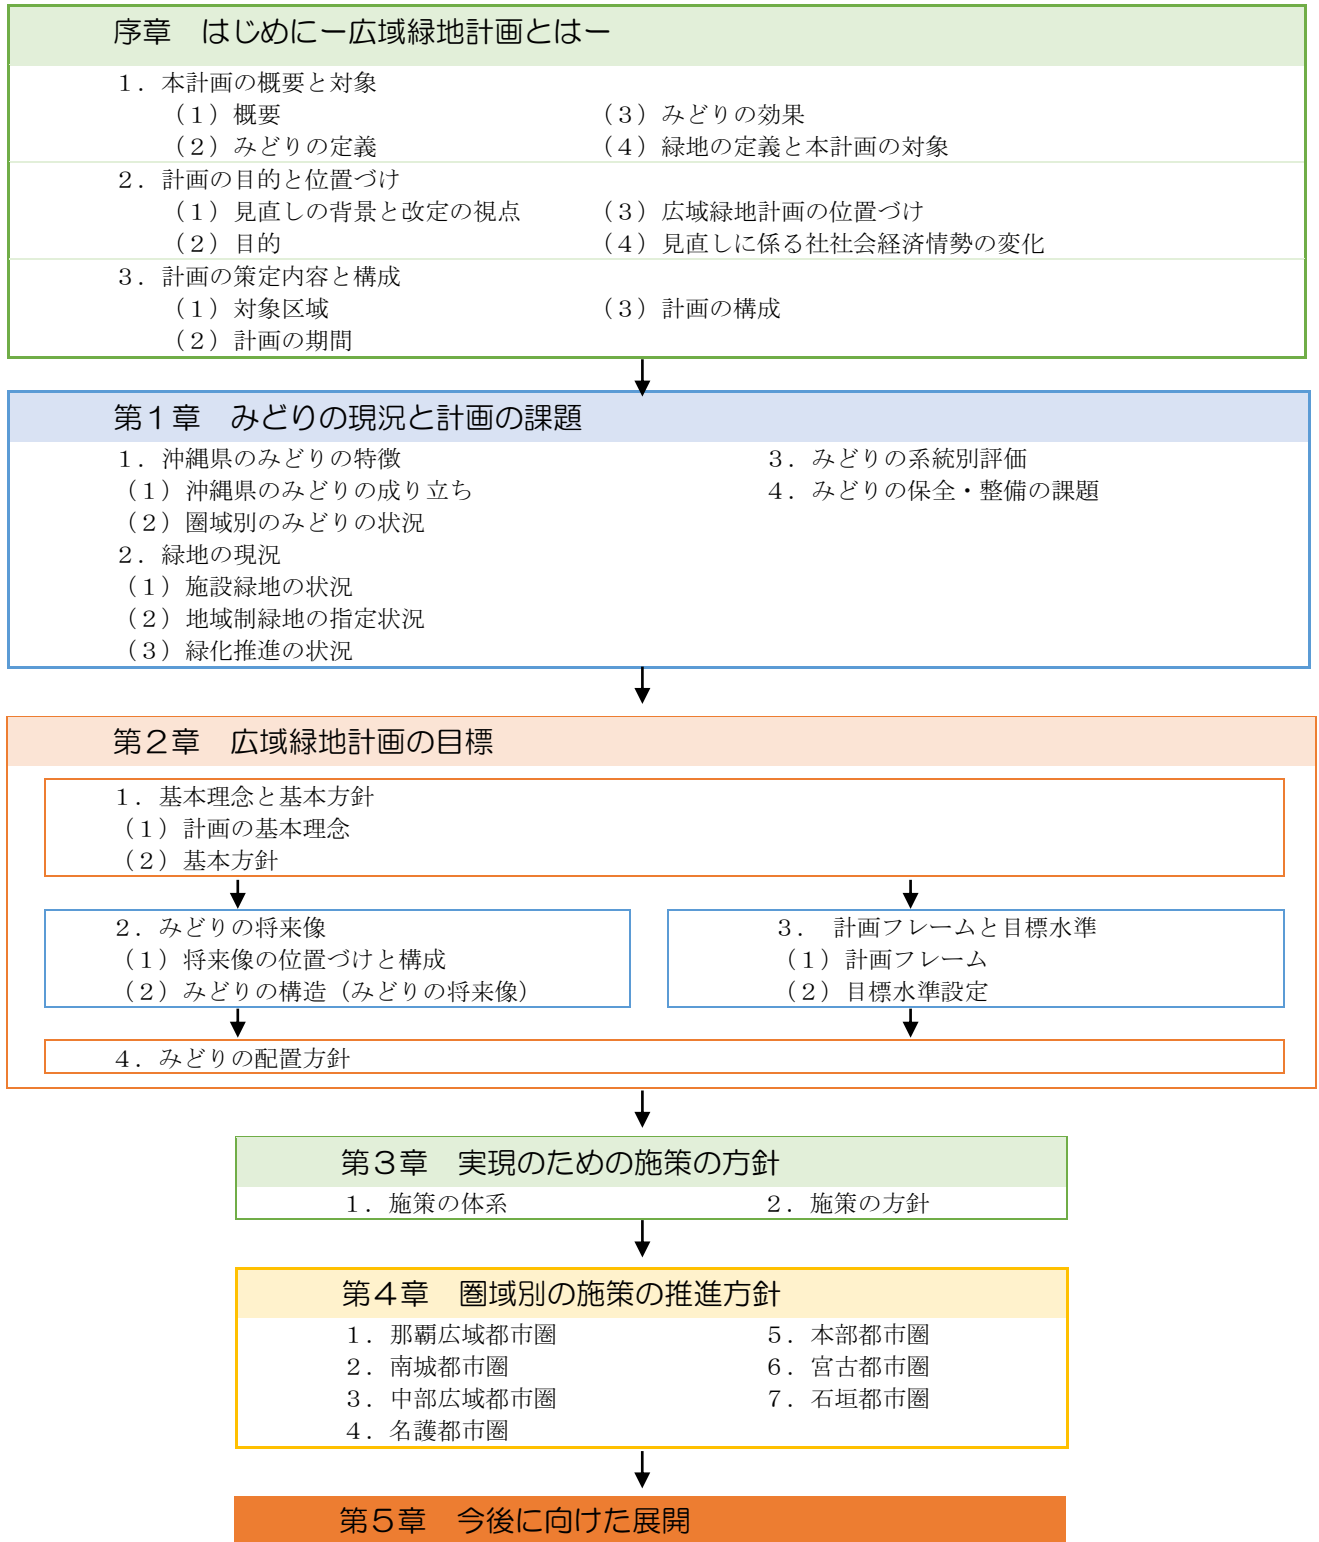 序章　はじめにー広域緑地計画とはー
１．本計画の概要と対象
（１）概要
（２）みどりの定義
（３）みどりの効果
（４）緑地の定義と本計画の対象
２．計画の目的と位置づけ
（１）見直しの背景と改定の視点
（２）目的
（３）広域緑地計画の位置づけ
（４）見直しに係る社社会経済情勢の変化
３．計画の策定内容と構成
（１）対象区域
（２）計画の期間
（３）計画の構成
第１章　みどりの現況と計画の課題
１．沖縄県のみどりの特徴
（１）沖縄県のみどりの成り立ち
（２）圏域別のみどりの状況
２．緑地の現況
（１）施設緑地の状況
（２）地域制緑地の指定状況
（３）緑化推進の状況
３．みどりの系統別評価
４．みどりの保全・整備の課題
第２章　広域緑地計画の目標
１．基本理念と基本方針
（１）計画の基本理念
（２）基本方針
２．みどりの将来像
（１）将来像の位置づけと構成
（２）みどりの構造（みどりの将来像）
３．　計画フレームと目標水準
（１）計画フレーム
（２）目標水準設定
４．みどりの配置方針
第３章　実現のための施策の方針
１．施策の体系
２．施策の方針
第４章　圏域別の施策の推進方針
１．那覇広域都市圏
２．南城都市圏
３．中部広域都市圏
４．名護都市圏
５．本部都市圏
６．宮古都市圏
７．石垣都市圏
第５章　今後に向けた展開